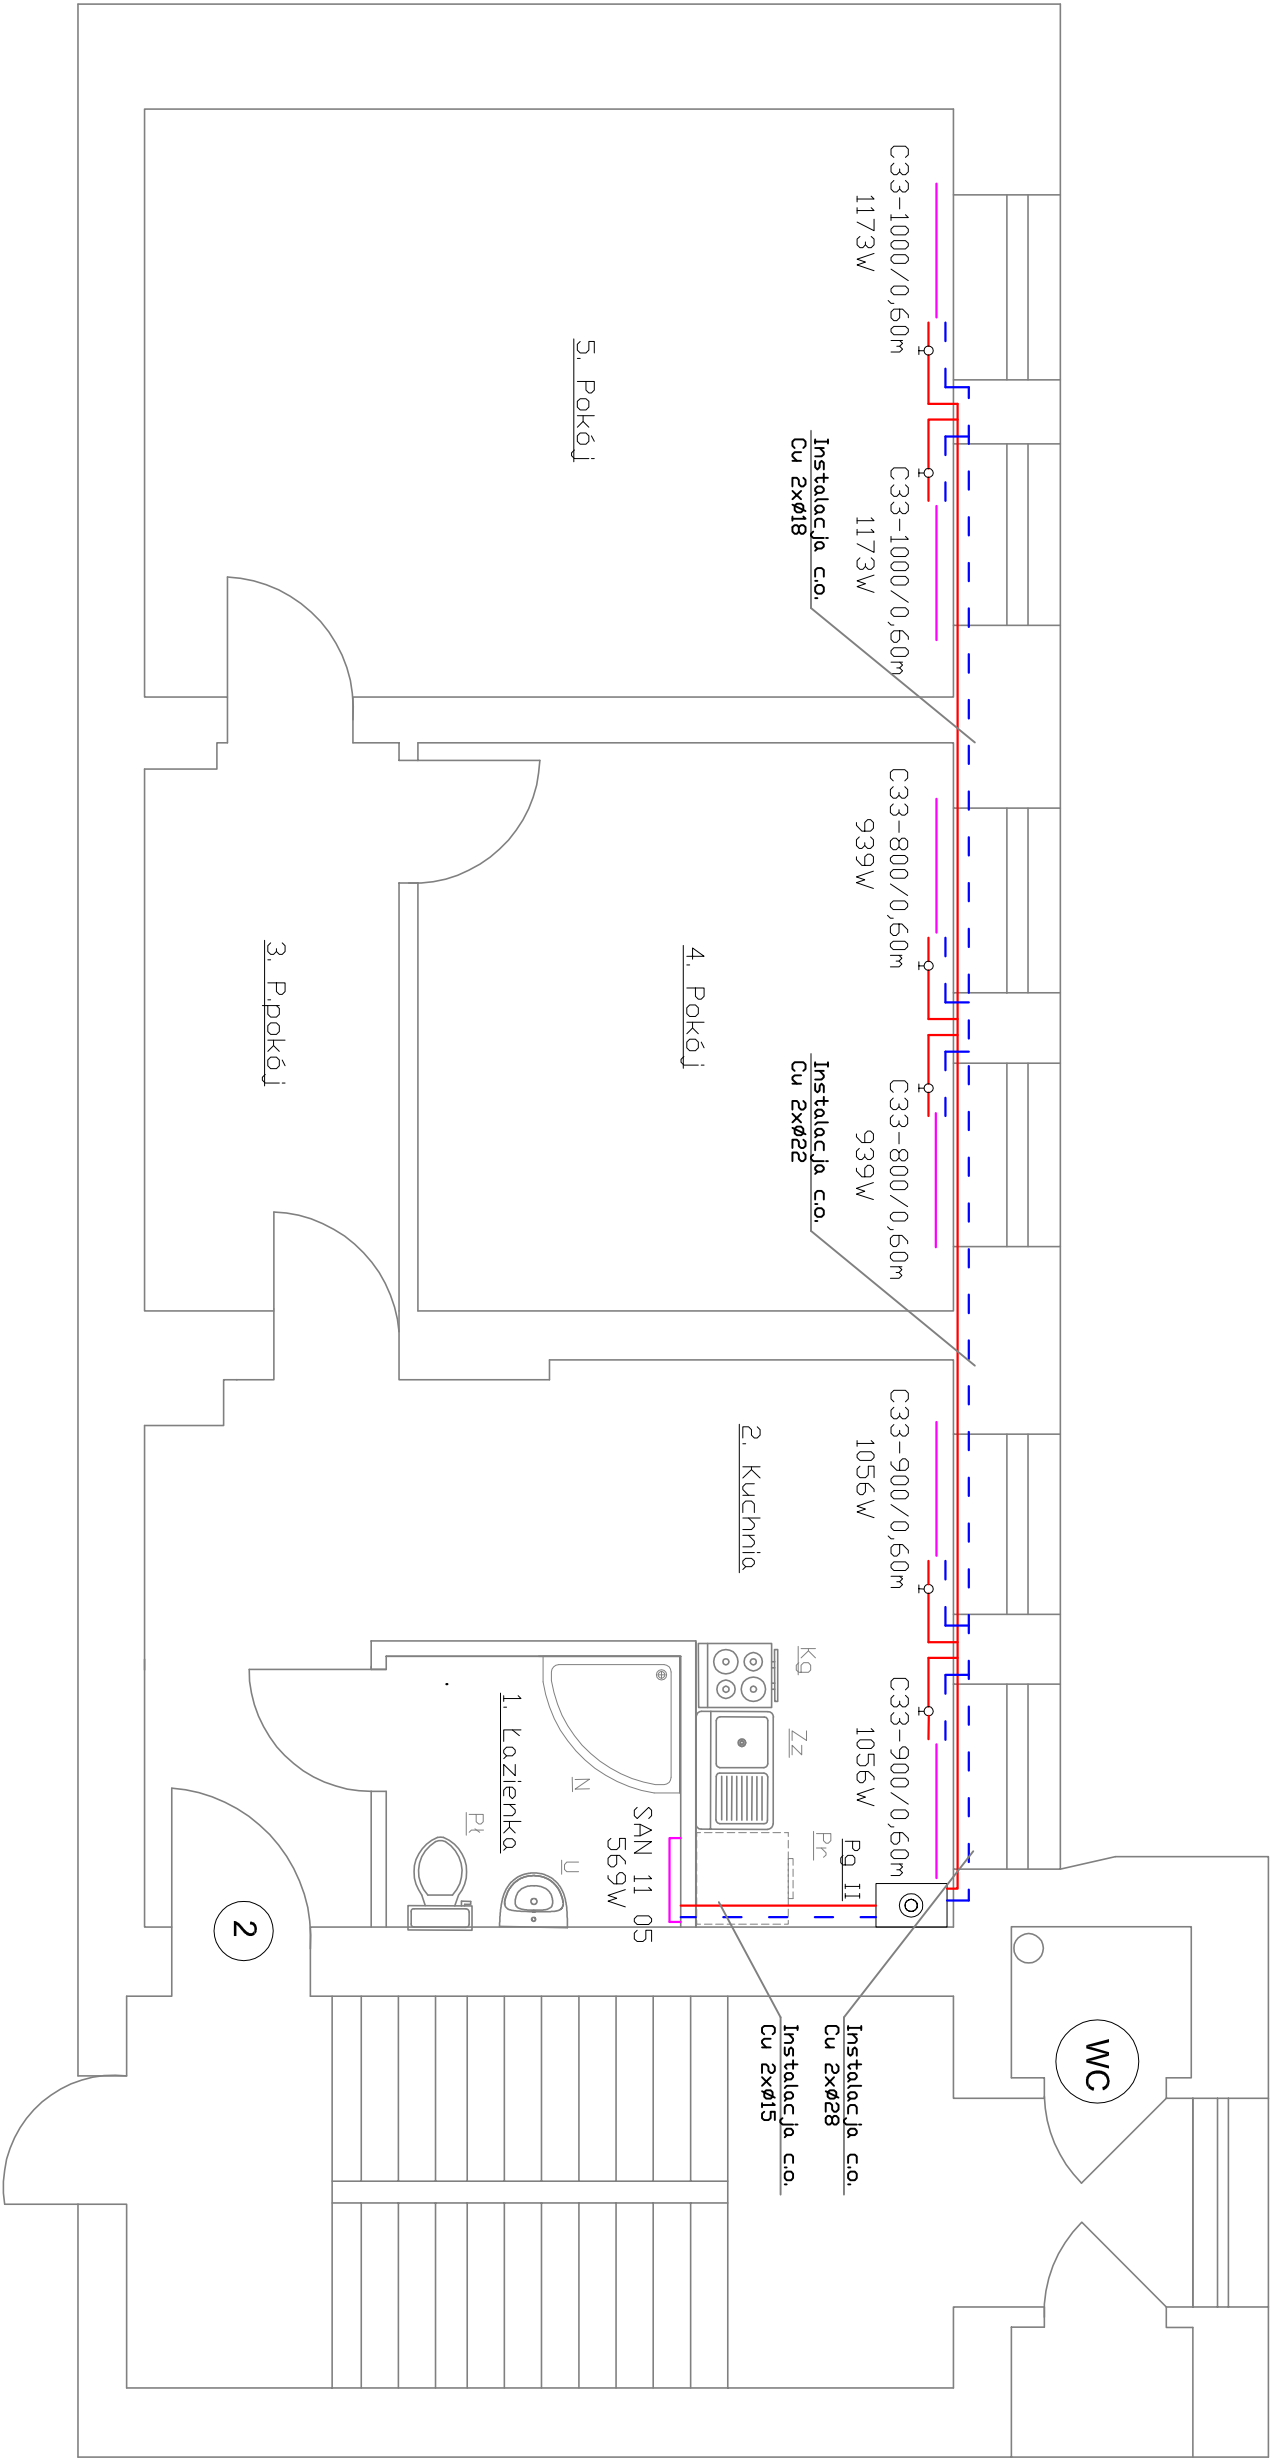 C33-1000/0,60m
1173W
C33-1000/0,60m
1173W
Instalacja c.o.
Cu 2xø18
5. Pokój
C33-800/0,60m
939W
C33-800/0,60m
939W
Instalacja c.o.
Cu 2xø22
4. Pokój
3. P.pokój
C33-900/0,60m
1056W
C33-900/0,60m
1056W
2. Kuchnia
Kg
Zz
Pr
Pg II
1. Łazienka
N
U
Pt
SAN 11 05
569W
2
WC
Instalacja c.o.
Cu 2xø28
Instalacja c.o.
Cu 2xø15